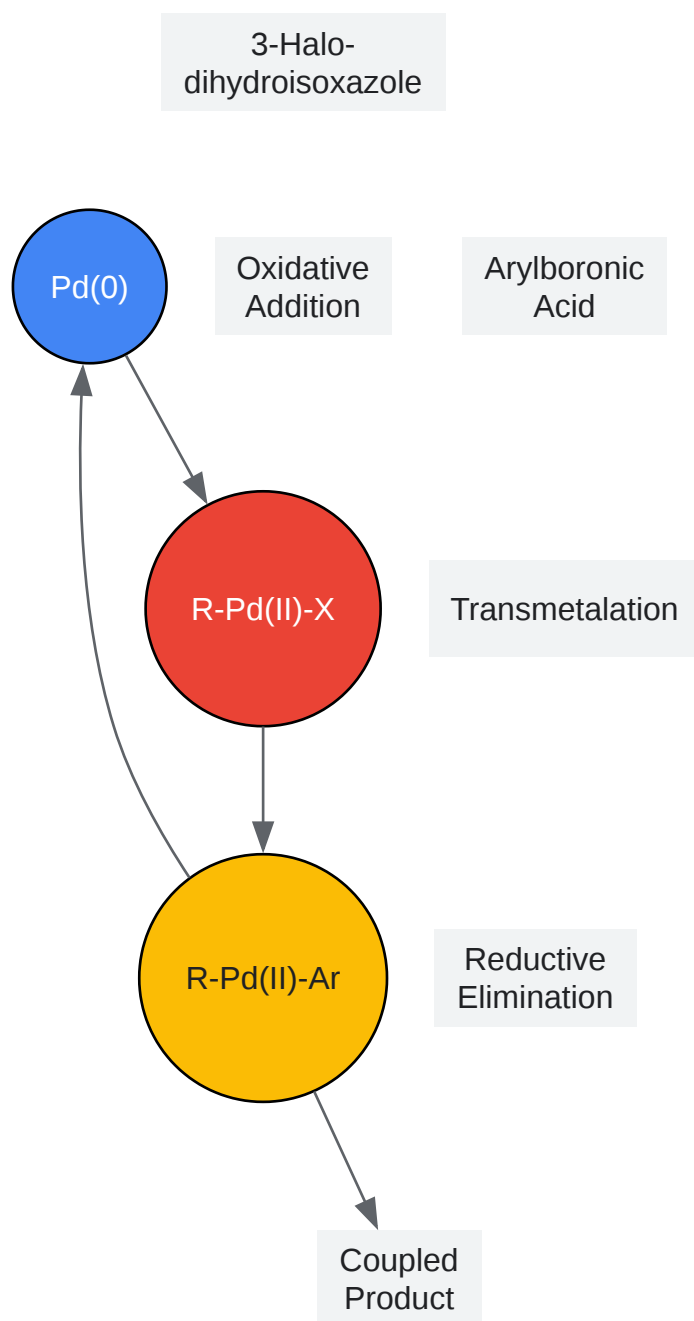 3-Halo-
dihydroisoxazole
Pd(0)
Oxidative
Addition
Arylboronic
Acid
R-Pd(II)-X
Transmetalation
R-Pd(II)-Ar
Reductive
Elimination
Coupled
Product